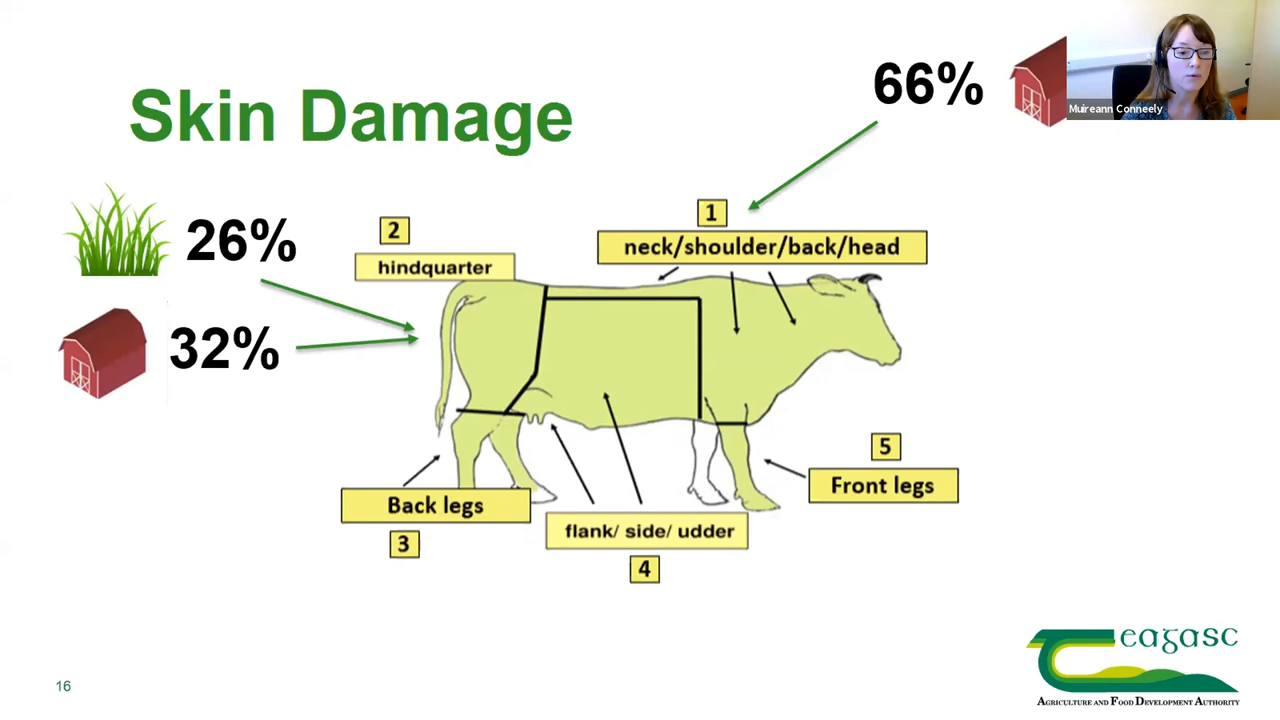 66%
Muireann Conneely
Skin Damage
1
26%
2
neck/shoulder/back/head
hindquarter
32%
5
Front legs
Back legs
flank/ side/ udder
3
4
eagasc
16
AGRICULTURE AND FOOD DEVELOPMENT AUTHORITY